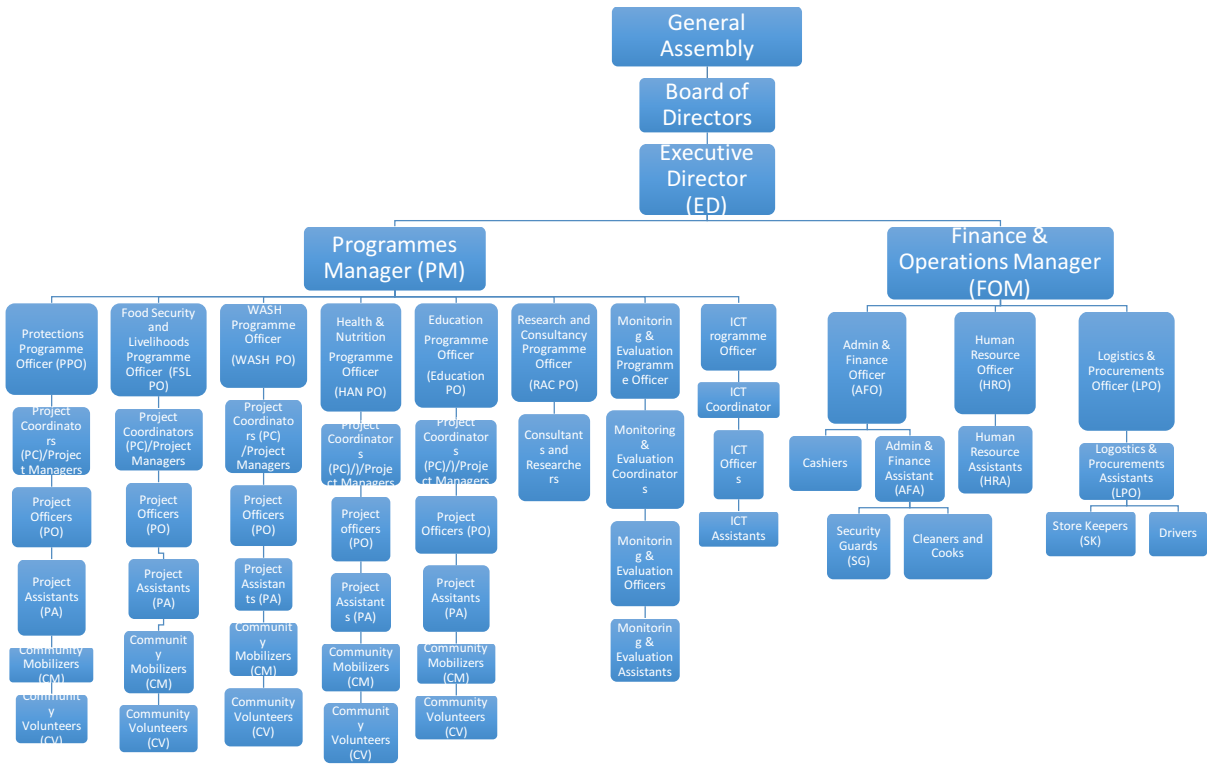 General
Assembly
Board of
Directors
Executive
Director
(ED)
Programmes
Manager (PM)
Finance &
Operations Manager
(FOM)
Protections
Programme
Officer (PPO)
Project
Coordinato
rs
(PC)/Projec
t Managers
Project
Officers
(PO)
Project
Assistants
(PA)
Community
Mobilizers
(CM)
Communit
y
Volunteers
(CV)
Food Security
and
Livelihoods
Programme
Officer (FSL
PO)
Project
Coordinators
(PC)/Project
Managers
Project
Officers
(PO)
Project
Assistants
(PA)
Communit
y
Mobilizers
(CM)
Community
Volunteers
(CV)
WASH
Programme
Officer
(WASH PO)
Project
Coordinato
rs (PC)
/Project
Managers
Project
Officers
(PO)
Project
Assistan
ts (PA)
Communit
y
Mobilizers
(CM)
Community
Volunteers
(CV)
Health &
Nutrition
Programme
Officer
(HAN PO)
Project
Coordinator
s
(PC)/)/Proje
ct Managers
Project
officers
(PO)
Project
Assistant
s (PA)
Community
Mobilizers
(CM)
Communit
y
Volunteers
(CV)
Education
Programme
Officer
(Education
PO)
Project
Coordinator
s
(PC)/)/Proje
ct Managers
Project
Officers (PO)
Project
Assitants
(PA)
Community
Mobilizers
(CM)
Community
Volunteers
(CV)
Research and
Consultancy
Programme
Officer
(RAC PO)
Consultant
s and
Researche
rs
Monitorin
g &
Evaluation
Programm
e Officer
Monitoring
&
Evaluation
Coordinator
s
Monitorin
g &
Evaluation
Officers
Monitorin
g &
Evaluation
Assistants
ICT
rogramme
Officer
ICT
Coordinator
ICT
Officer
s
ICT
Assistants
Admin &
Finance
Officer
(AFO)
Cashiers
Admin &
Finance
Assistant
(AFA)
Security
Guards
(SG)
Cleaners and
Cooks
Human
Resource
Officer
(HRO)
Human
Resource
Assistants
(HRA)
Logistics &
Procurements
Officer (LPO)
Logostics &
Procurements
Assistants
(LPO)
Store Keepers
(SK)
Drivers